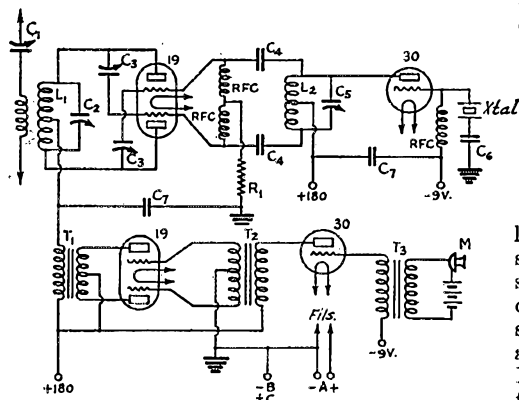 C1
19
C3
C4
30
L1
C2
RFC
L2
C5
Xtal
RFC
C3
C4
RFC
C6
R1
C7
C7
+180
-9V.
T1
19
T2
30
T3
M
Fils.
-9V.
+180
-B
+C
-A+